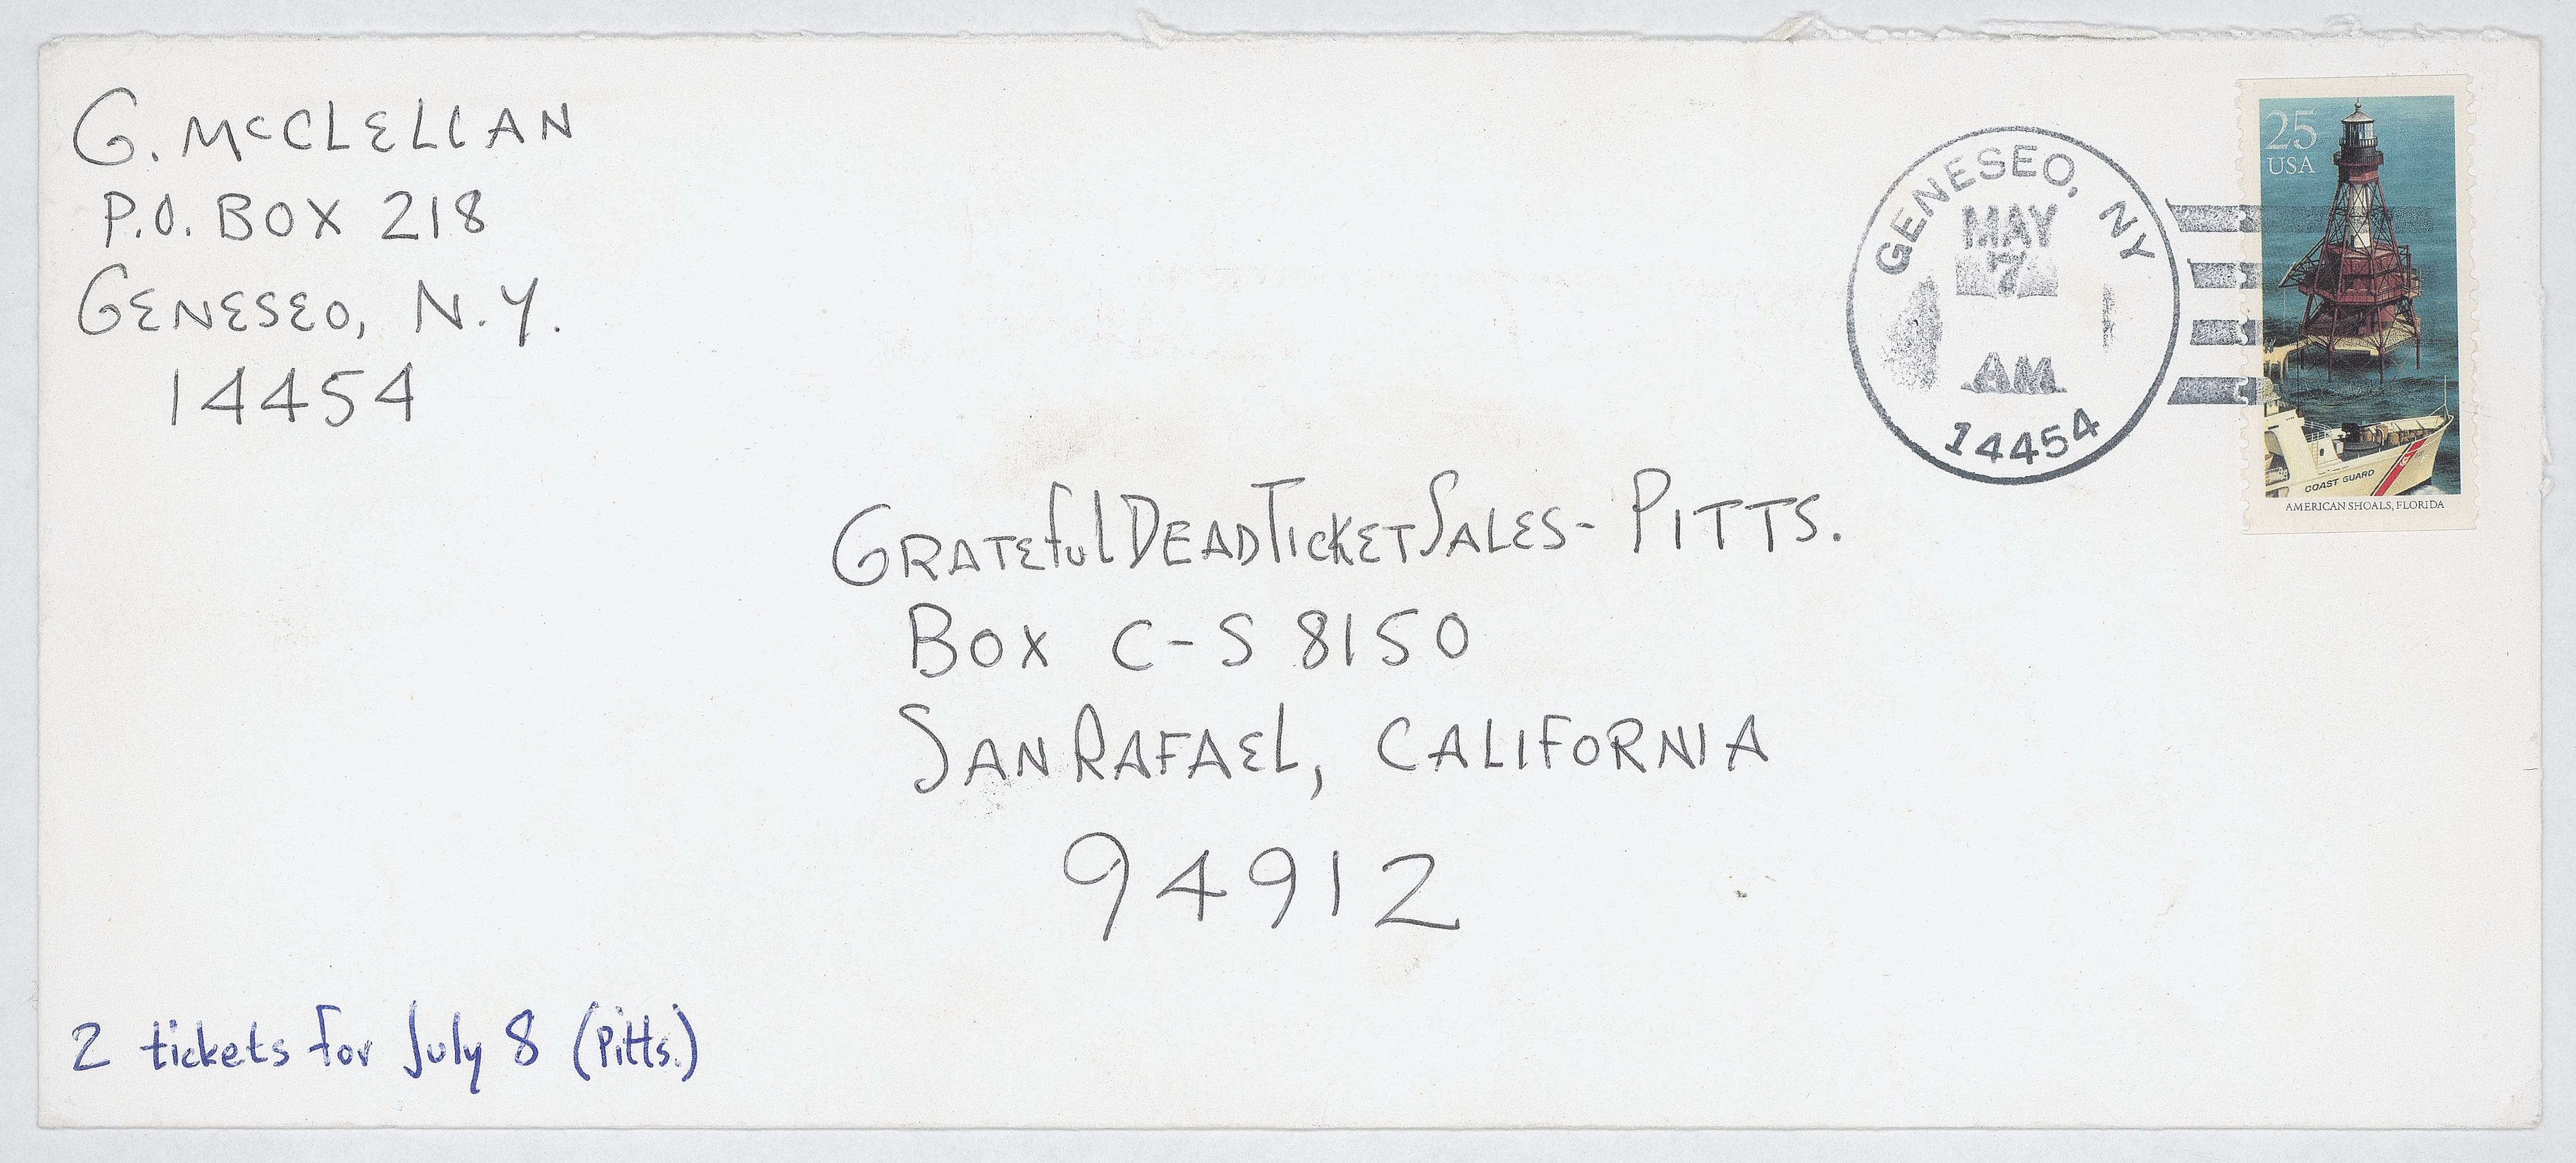 G. McCLELLAN
P.O. BOX 218
GENESEO, N.Y.
14454
GENESEO, NY
MAY
7
AM
14454
25
USA
COAST GUARD
AMERICAN SHOALS, FLORIDA
GRATEful DEAD TICKET SALES - PITTS.
BOX C-S 8150
SAN RAFAEL, CALIFORNIA
94912
2 tickets for July 8 (Pitts.)